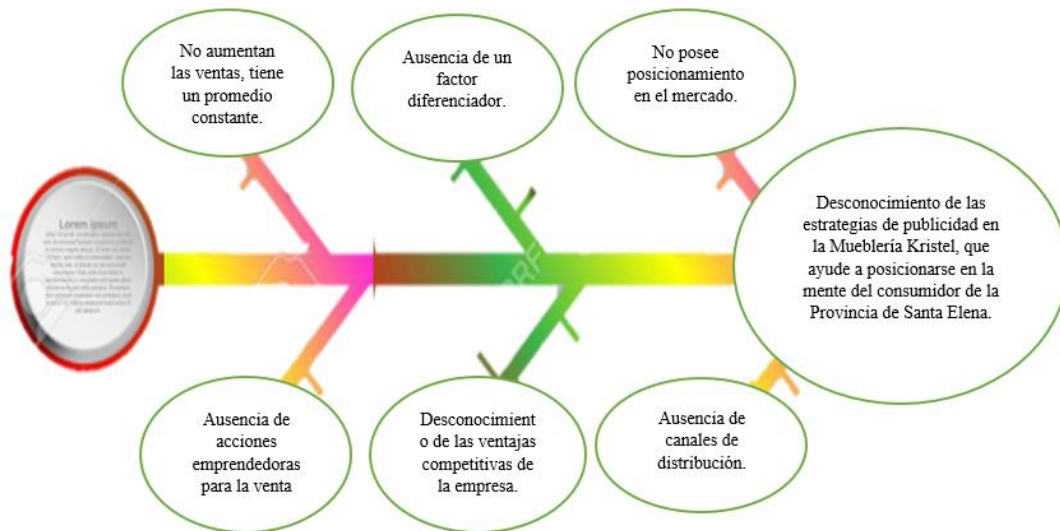 No aumentan
las ventas, tiene
un promedio
constante.
Ausencia de un
factor
diferenciador.
No posee
posicionamiento
en el mercado.
Lorem ipsum
Desconocimiento de las
estrategias de publicidad en
la Mueblería Kristel, que
ayude a posicionarse en la
mente del consumidor de la
Provincia de Santa Elena.
Ausencia de
acciones
emprendedoras
para la venta
Desconocimient
o de las ventajas
competitivas de
la empresa.
Ausencia de
canales de
distribución.